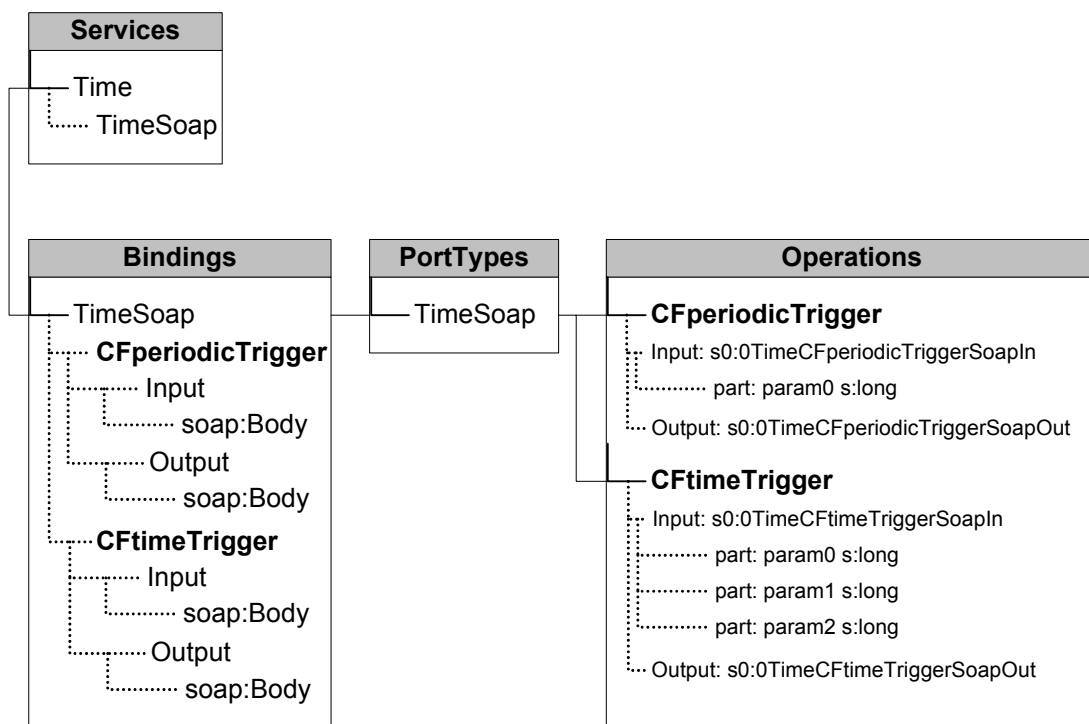 Services
Time
TimeSoap
Bindings
TimeSoap
CFperiodicTrigger
Input
soap:Body
Output
soap:Body
CFtimeTrigger
Input
soap:Body
Output
soap:Body
PortTypes
TimeSoap
Operations
CFperiodicTrigger
Input: s0:0TimeCFperiodicTriggerSoapIn
part: param0 s:long
Output: s0:0TimeCFperiodicTriggerSoapOut
CFtimeTrigger
Input: s0:0TimeCFtimeTriggerSoapIn
part: param0 s:long
part: param1 s:long
part: param2 s:long
Output: s0:0TimeCFtimeTriggerSoapOut